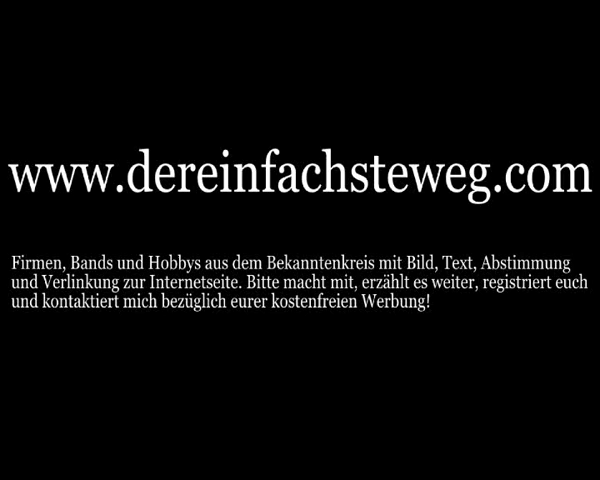 www.dereinfachsteweg.com
Firmen, Bands und Hobbys aus dem Bekanntenkreis mit Bild, Text, Abstimmung
und Verlinkung zur Internetseite. Bitte macht mit, erzählt es weiter, registriert euch
und kontaktiert mich bezüglich eurer kostenfreien Werbung!